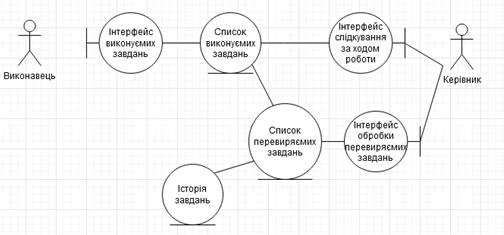 Виконавець
Інтерфейс
виконуємих
завдань
Список
виконуємих
завдань
Інтерфейс
слідкування
за ходом
роботи
Керівник
Список
перевиряємих
завдань
Інтерфейс
обробки
перевиряємих
завдань
Історія
завдань